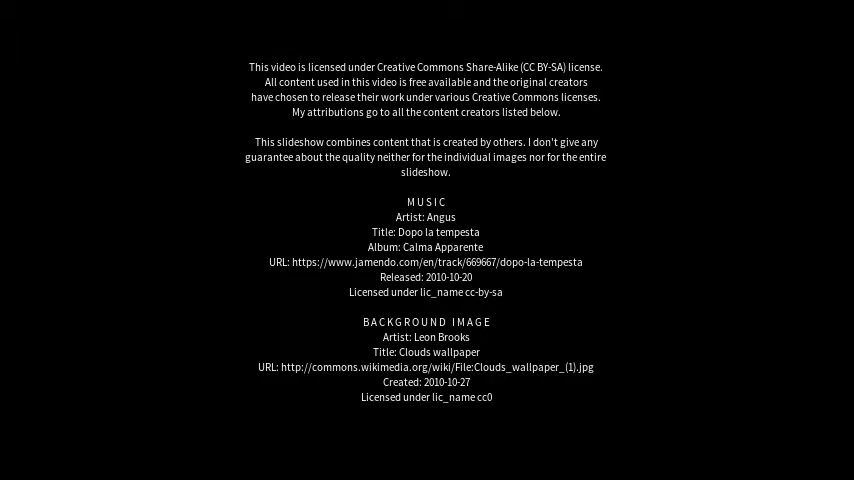 This video is licensed under Creative Commons Share-Alike (CC BY-SA) license.
All content used in this video is free available and the original creators
have chosen to release their work under various Creative Commons licenses.
My attributions go to all the content creators listed below.
This slideshow combines content that is created by others. I don't give any
guarantee about the quality neither for the individual images nor for the entire
slideshow.
MUSIC
Artist: Angus
Title: Dopo la tempesta
Album: Calma Apparente
URL: https://www.jamendo.com/en/track/669667/dopo-la-tempesta
Released: 2010-10-20
Licensed under lic_name cc-by-sa
BACKGROUND IMAGE
Artist: Leon Brooks
Title: Clouds wallpaper
URL: http://commons.wikimedia.org/wiki/File:Clouds_wallpaper_(1).jpg
Created: 2010-10-27
Licensed under lic_name cc0